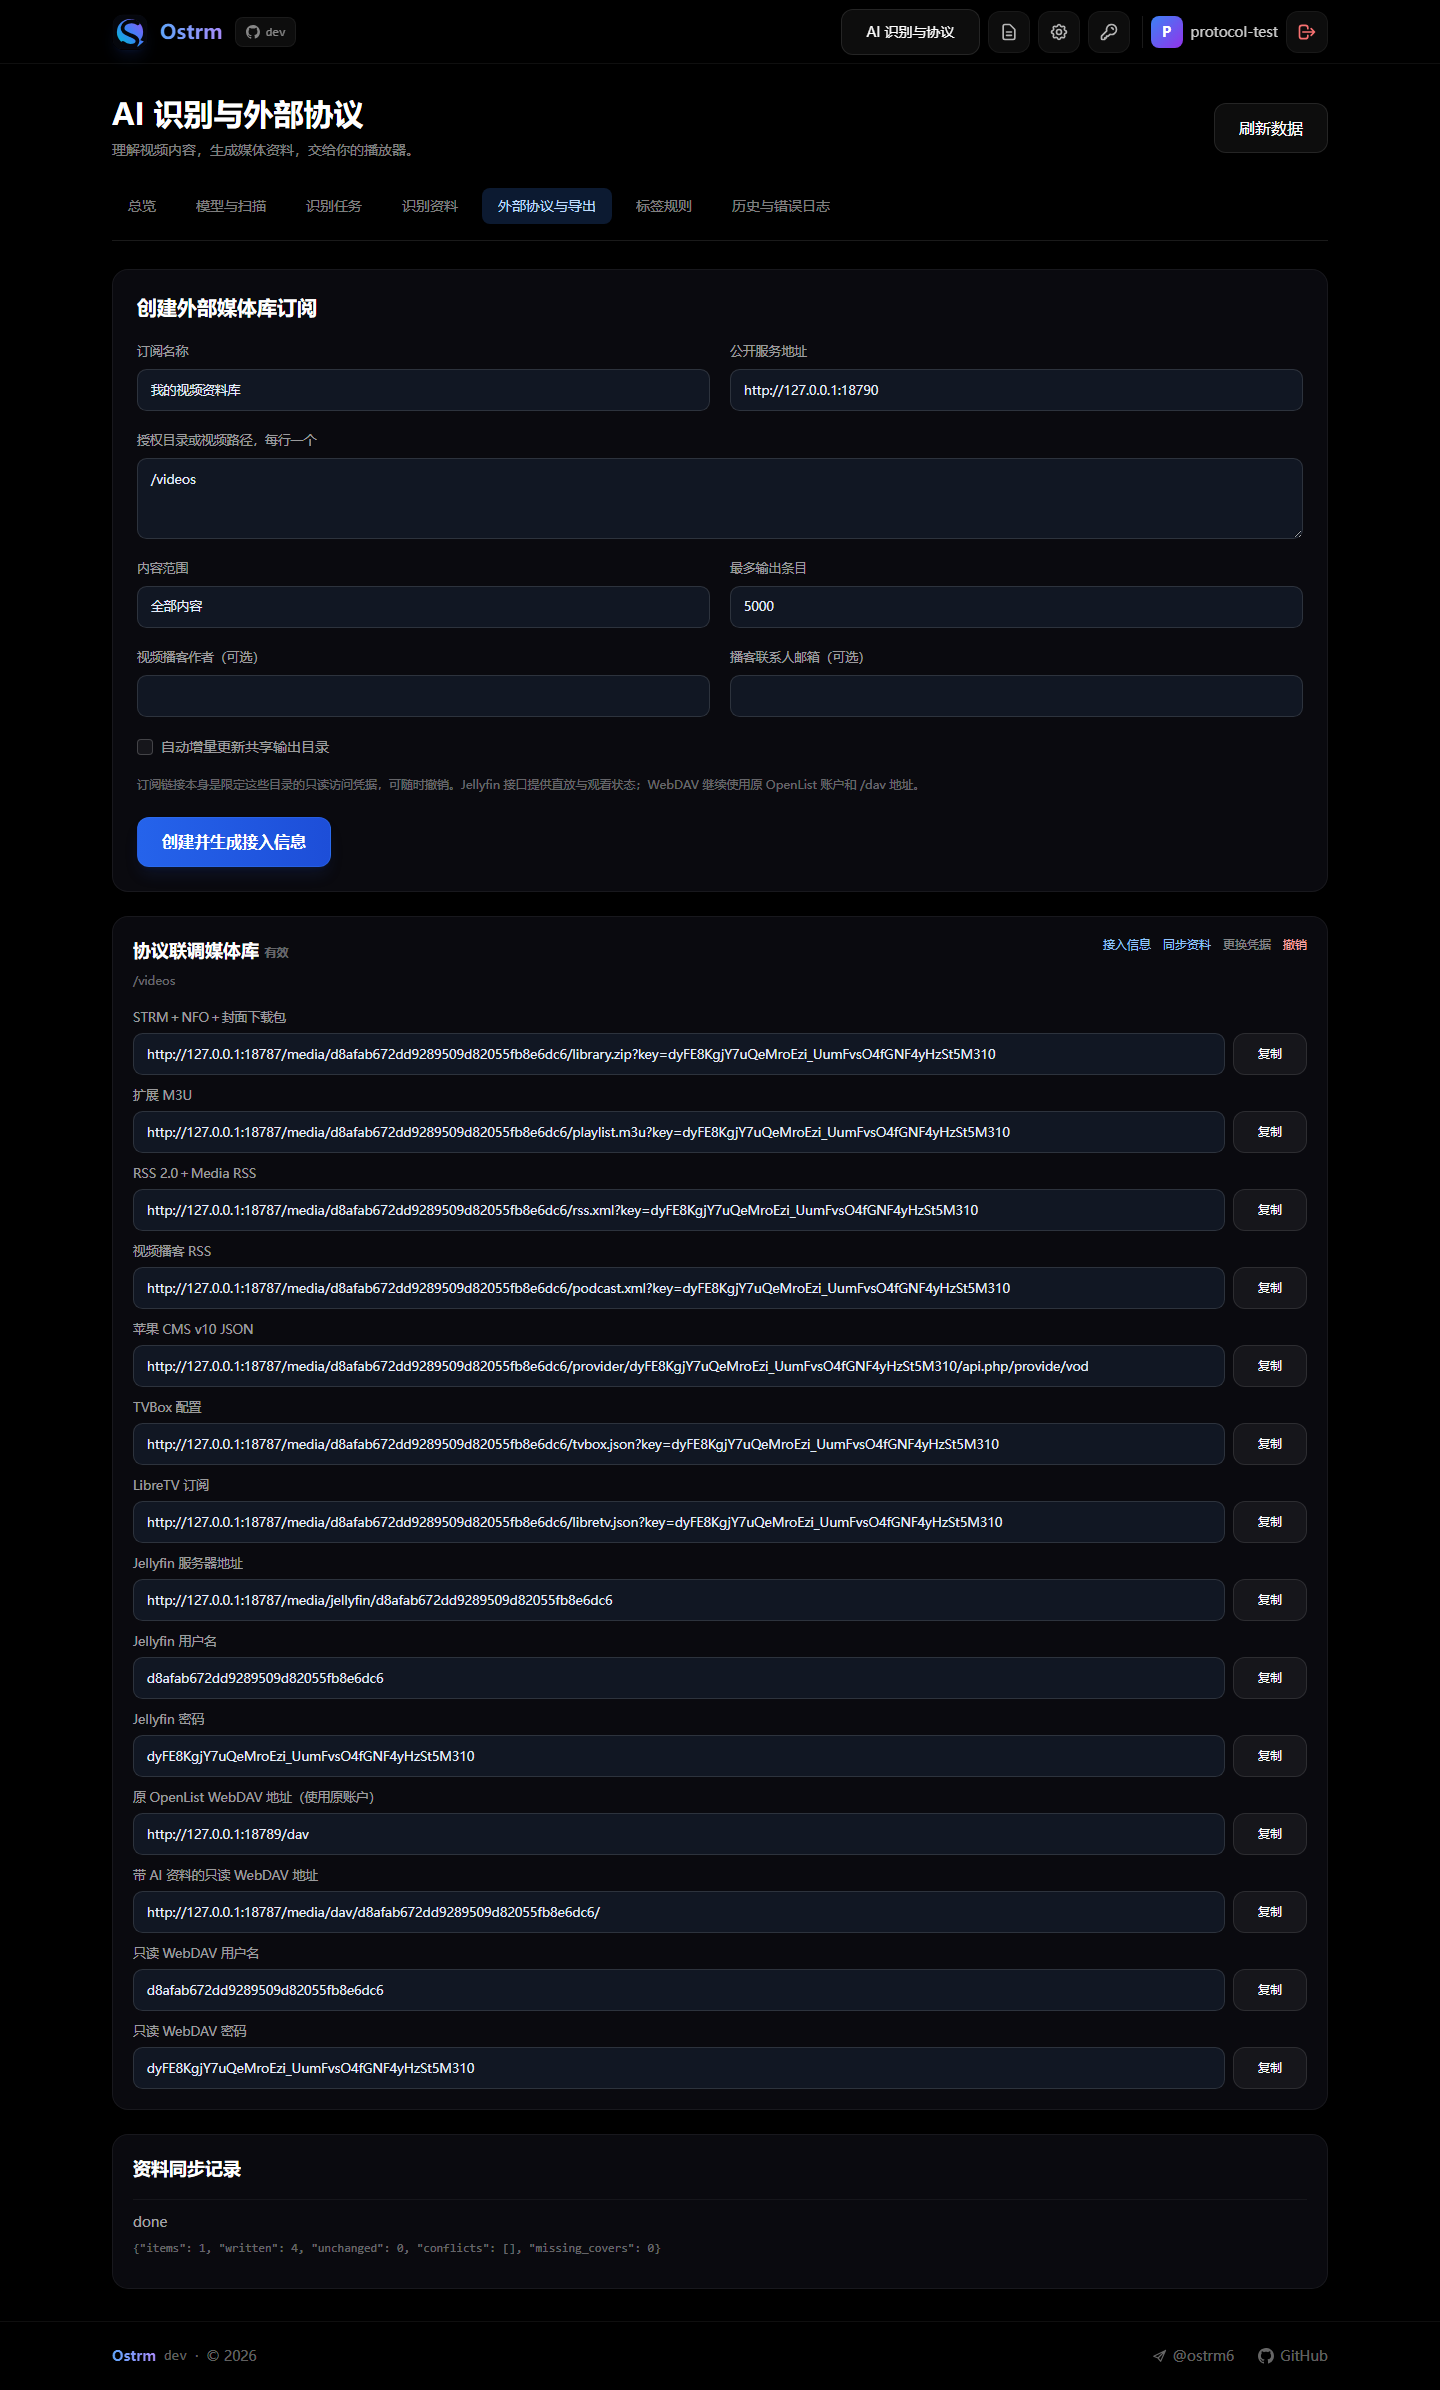 Ostrm
dev
AI 识别与协议
P
protocol-test
AI 识别与外部协议
理解视频内容，生成媒体资料，交给你的播放器。
刷新数据
总览
模型与扫描
识别任务
识别资料
外部协议与导出
标签规则
历史与错误日志
创建外部媒体库订阅
订阅名称
公开服务地址
我的视频资料库
http://127.0.0.1:18790
授权目录或视频路径，每行一个
/videos
内容范围
最多输出条目
全部内容
5000
视频播客作者（可选）
播客联系人邮箱（可选）
自动增量更新共享输出目录
订阅链接本身是限定这些目录的只读访问凭据，可随时撤销。Jellyfin 接口提供直放与观看状态；WebDAV 继续使用原 OpenList 账户和 /dav 地址。
创建并生成接入信息
协议联调媒体库 有效
接入信息 同步资料 更换凭据 撤销
/videos
STRM + NFO + 封面下载包
http://127.0.0.1:18787/media/d8afab672dd9289509d82055fb8e6dc6/library.zip?key=dyFE8KgjY7uQeMroEzi_UumFvsO4fGNF4yHzSt5M310
复制
扩展 M3U
http://127.0.0.1:18787/media/d8afab672dd9289509d82055fb8e6dc6/playlist.m3u?key=dyFE8KgjY7uQeMroEzi_UumFvsO4fGNF4yHzSt5M310
复制
RSS 2.0 + Media RSS
http://127.0.0.1:18787/media/d8afab672dd9289509d82055fb8e6dc6/rss.xml?key=dyFE8KgjY7uQeMroEzi_UumFvsO4fGNF4yHzSt5M310
复制
视频播客 RSS
http://127.0.0.1:18787/media/d8afab672dd9289509d82055fb8e6dc6/podcast.xml?key=dyFE8KgjY7uQeMroEzi_UumFvsO4fGNF4yHzSt5M310
复制
苹果 CMS v10 JSON
http://127.0.0.1:18787/media/d8afab672dd9289509d82055fb8e6dc6/provider/dyFE8KgjY7uQeMroEzi_UumFvsO4fGNF4yHzSt5M310/api.php/provide/vod
复制
TVBox 配置
http://127.0.0.1:18787/media/d8afab672dd9289509d82055fb8e6dc6/tvbox.json?key=dyFE8KgjY7uQeMroEzi_UumFvsO4fGNF4yHzSt5M310
复制
LibreTV 订阅
http://127.0.0.1:18787/media/d8afab672dd9289509d82055fb8e6dc6/libretv.json?key=dyFE8KgjY7uQeMroEzi_UumFvsO4fGNF4yHzSt5M310
复制
Jellyfin 服务器地址
http://127.0.0.1:18787/media/jellyfin/d8afab672dd9289509d82055fb8e6dc6
复制
Jellyfin 用户名
d8afab672dd9289509d82055fb8e6dc6
复制
Jellyfin 密码
dyFE8KgjY7uQeMroEzi_UumFvsO4fGNF4yHzSt5M310
复制
原 OpenList WebDAV 地址（使用原账户）
http://127.0.0.1:18789/dav
复制
带 AI 资料的只读 WebDAV 地址
http://127.0.0.1:18787/media/dav/d8afab672dd9289509d82055fb8e6dc6/
复制
只读 WebDAV 用户名
d8afab672dd9289509d82055fb8e6dc6
复制
只读 WebDAV 密码
dyFE8KgjY7uQeMroEzi_UumFvsO4fGNF4yHzSt5M310
复制
资料同步记录
done
{"items": 1, "written": 4, "unchanged": 0, "conflicts": [], "missing_covers": 0}
Ostrm dev · © 2026
@ostrm6
GitHub